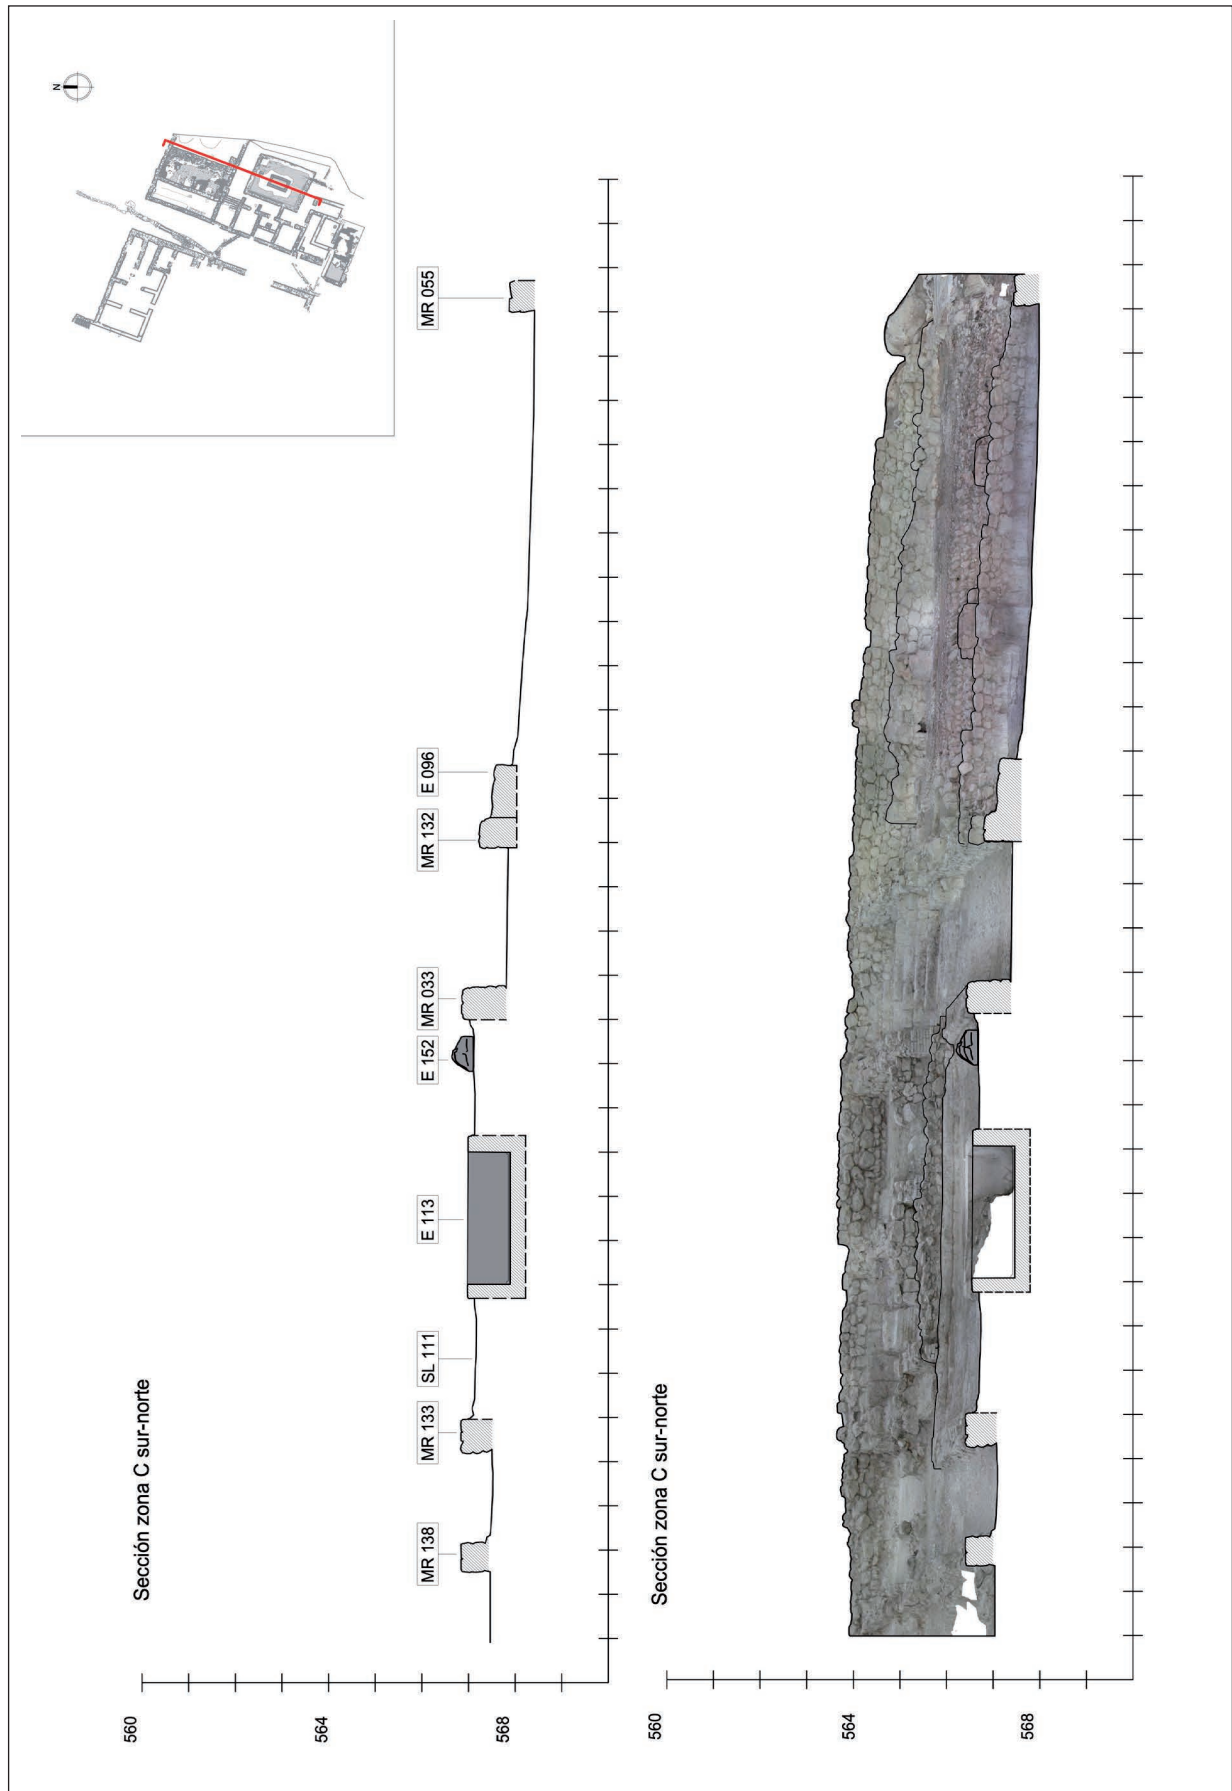 N
Sección zona C sur-norte
MR 138
MR 133
SL 111
E 113
E 152
MR 033
MR 132
E 096
MR 055
560
564
568
Sección zona C sur-norte
560
564
568